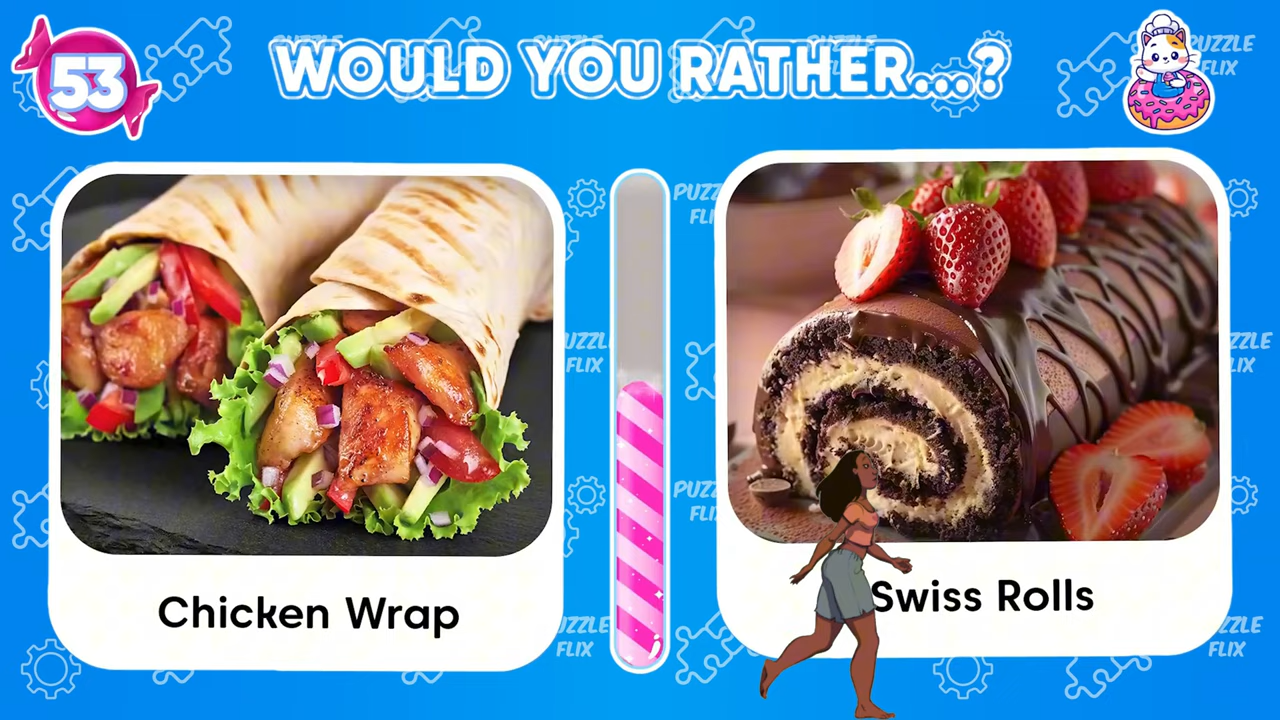 53
WOULD YOU RATHER...?
PUZZLE FLIX
Chicken Wrap
Swiss Rolls